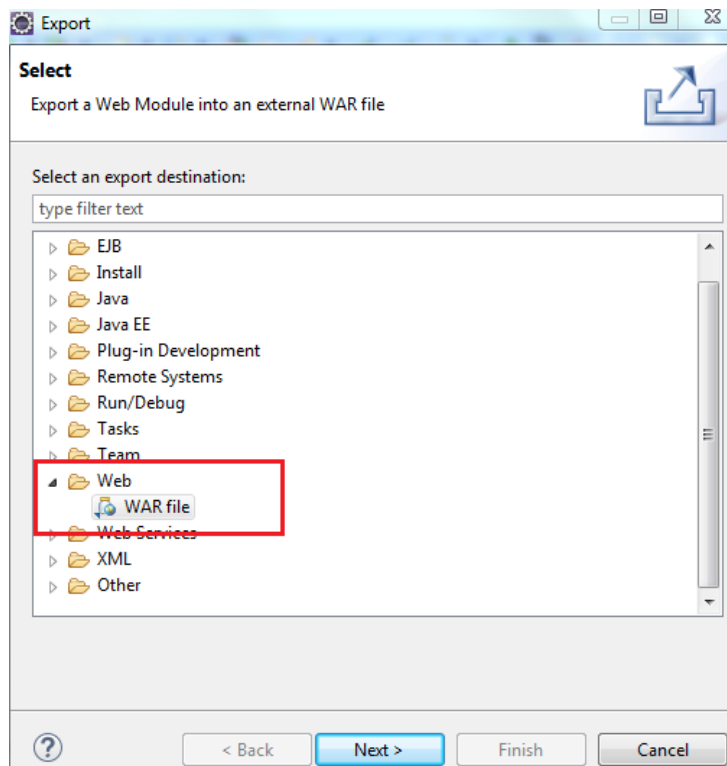 Export
Select
Export a Web Module into an external WAR file
Select an export destination:
type filter text
EJB
Install
Java
Java EE
Plug-in Development
Remote Systems
Run/Debug
Tasks
Team
Web
WAR file
Web Services
XML
Other
< Back Next > Finish Cancel